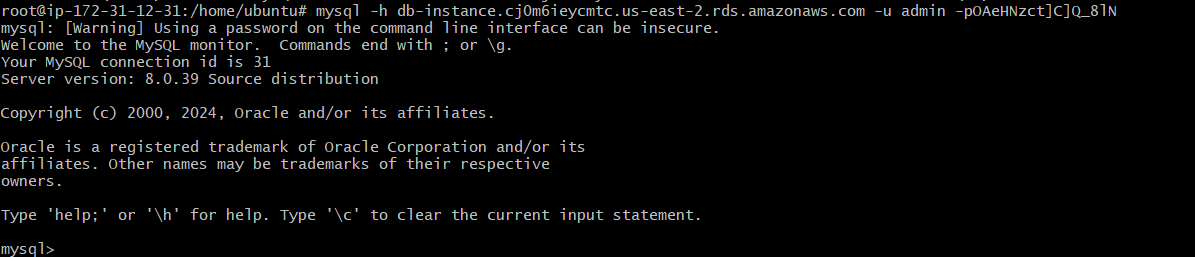 root@ip-172-31-12-31:/home/ubuntu# mysql -h db-instance.cj0m6ieycmtc.us-east-2.rds.amazonaws.com -u admin -pOAeHNzct]C]Q_8lN
mysql: [Warning] Using a password on the command line interface can be insecure.
Welcome to the MySQL monitor.  Commands end with ; or \g.
Your MySQL connection id is 31
Server version: 8.0.39 Source distribution
Copyright (c) 2000, 2024, Oracle and/or its affiliates.
Oracle is a registered trademark of Oracle Corporation and/or its
affiliates. Other names may be trademarks of their respective
owners.
Type 'help;' or '\h' for help. Type '\c' to clear the current input statement.
mysql>